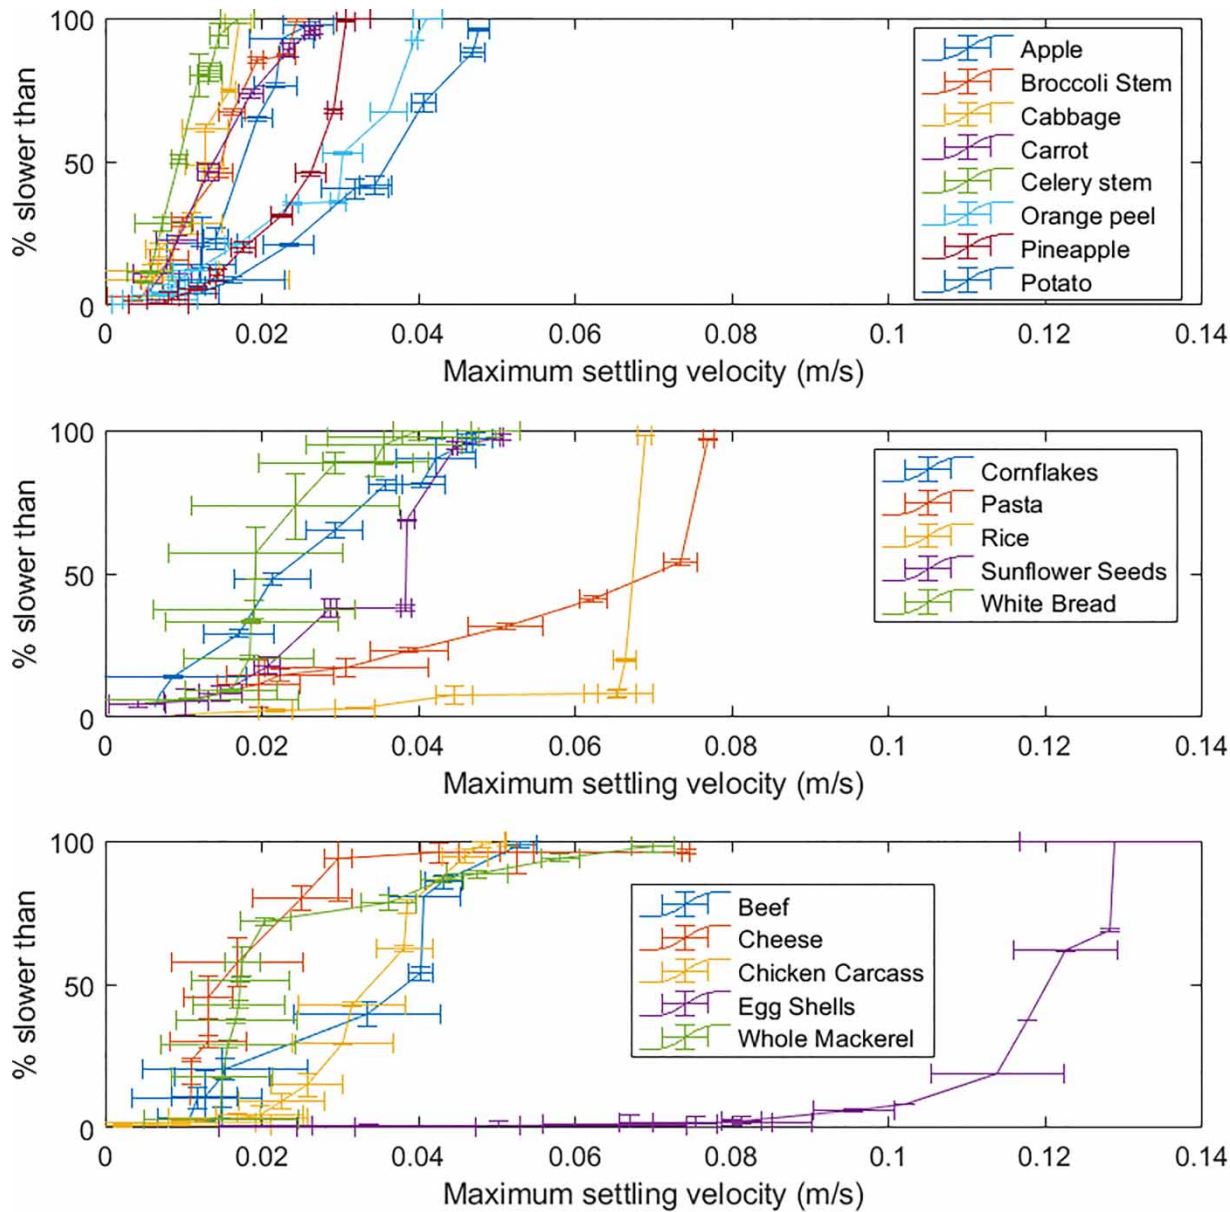 % slower than
100
50
0
0 0.02 0.04 0.06 0.08 0.1 0.12 0.14
Maximum settling velocity (m/s)
Apple
Broccoli Stem
Cabbage
Carrot
Celery stem
Orange peel
Pineapple
Potato
% slower than
100
50
0
0 0.02 0.04 0.06 0.08 0.1 0.12 0.14
Maximum settling velocity (m/s)
Cornflakes
Pasta
Rice
Sunflower Seeds
White Bread
% slower than
100
50
0
0 0.02 0.04 0.06 0.08 0.1 0.12 0.14
Maximum settling velocity (m/s)
Beef
Cheese
Chicken Carcass
Egg Shells
Whole Mackerel